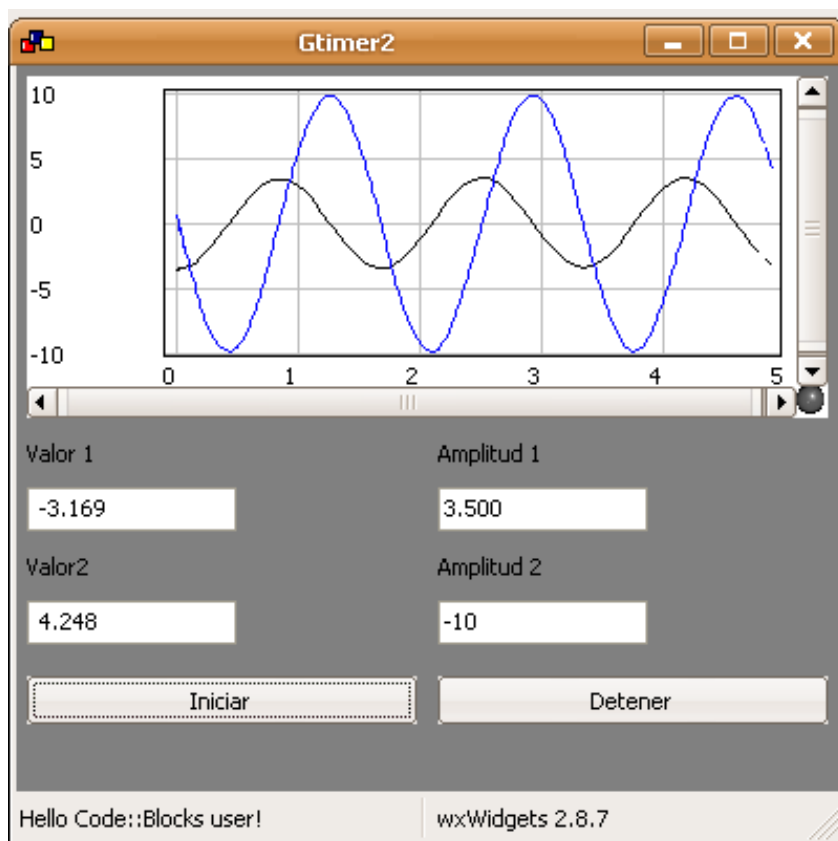 Gtimer2
10
5
0
-5
-10
0 1 2 3 4 5
Valor 1 Amplitud 1
-3.169 3.500
Valor2 Amplitud 2
4.248 -10
Iniciar Detener
Hello Code::Blocks user! wxWidgets 2.8.7